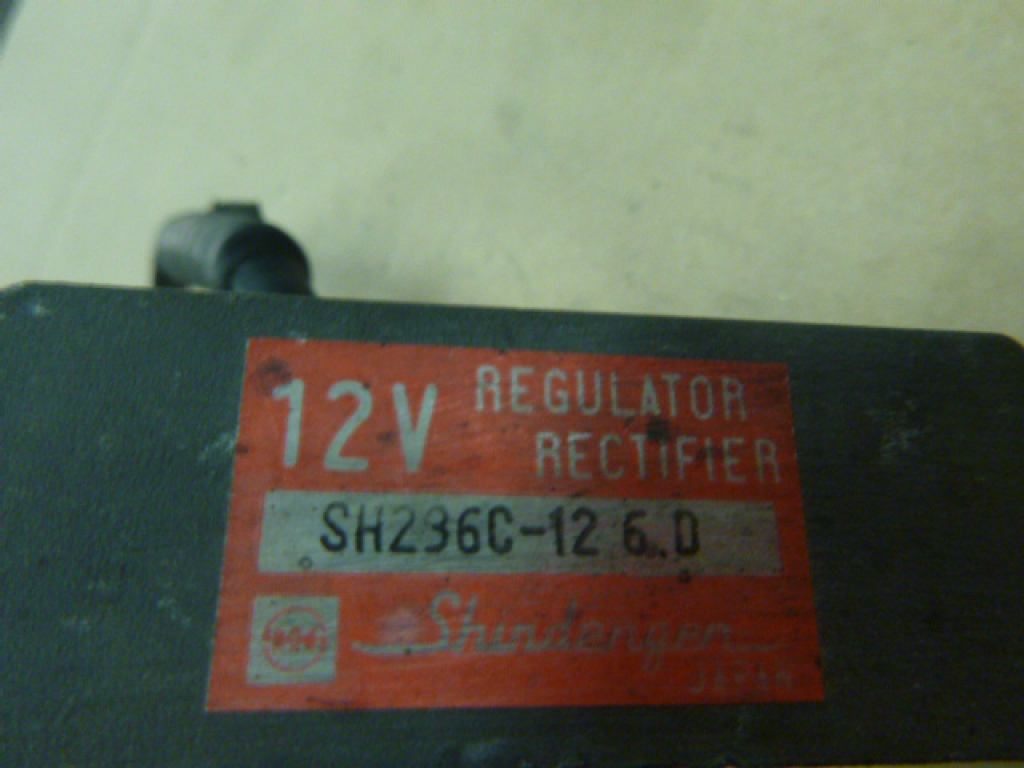 12V REGULATOR
RECTIFIER
SH236C-12 6.D
Shindengen
JAPAN